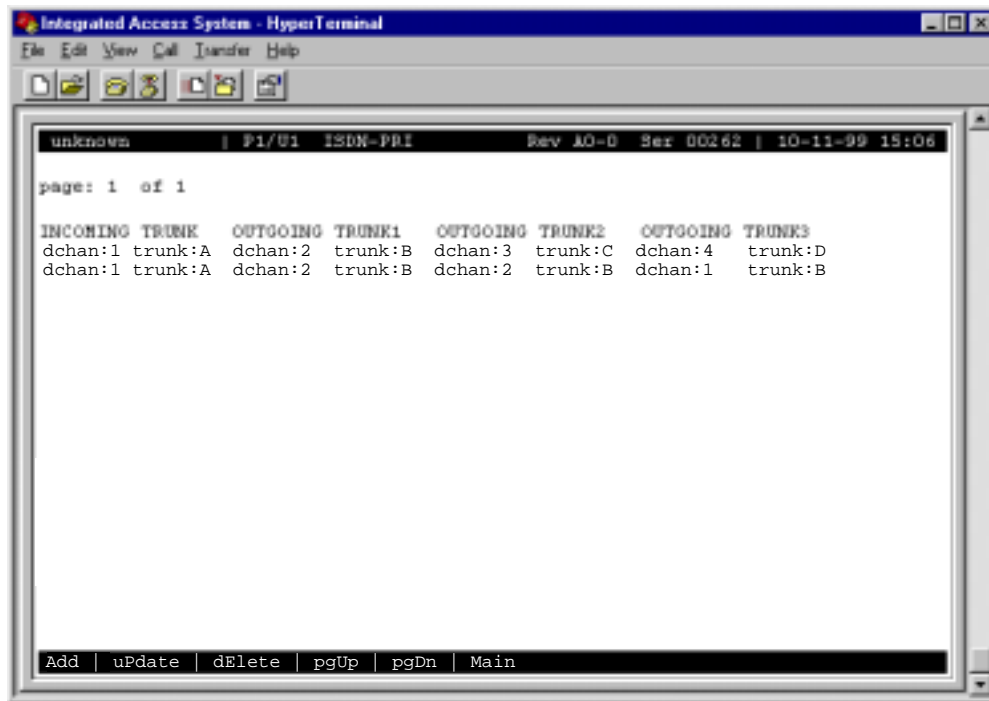 Integrated Access System - HyperTerminal
File Edit View Call Transfer Help
unknown | P1/U1 ISDN-PRI Rev A0-0 Ser 00262 | 10-11-99 15:06
page: 1 of 1
INCOMING TRUNK OUTGOING TRUNK1 OUTGOING TRUNK2 OUTGOING TRUNK3
dchan:1 trunk:A dchan:2 trunk:B dchan:3 trunk:C dchan:4 trunk:D
dchan:1 trunk:A dchan:2 trunk:B dchan:2 trunk:B dchan:1 trunk:B
Add | uPdate | dElete | pgUp | pgDn | Main